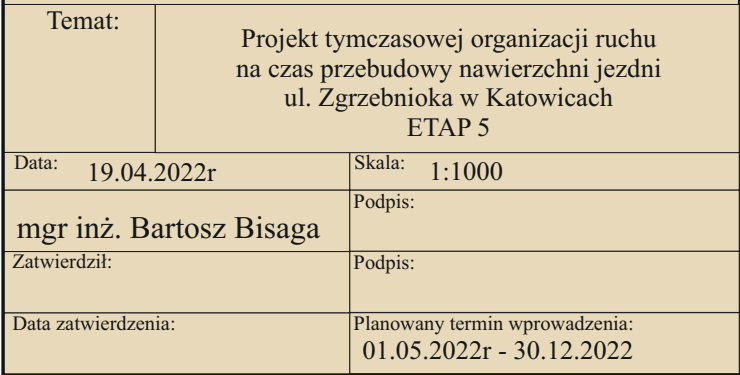 Temat:
Projekt tymczasowej organizacji ruchu
na czas przebudowy nawierzchni jezdni
ul. Zgrzebnioka w Katowicach
ETAP 5
Data: 19.04.2022r
Skala: 1:1000
mgr inż. Bartosz Bisaga
Podpis:
Zatwierdził:
Podpis:
Data zatwierdzenia:
Planowany termin wprowadzenia:
01.05.2022r - 30.12.2022